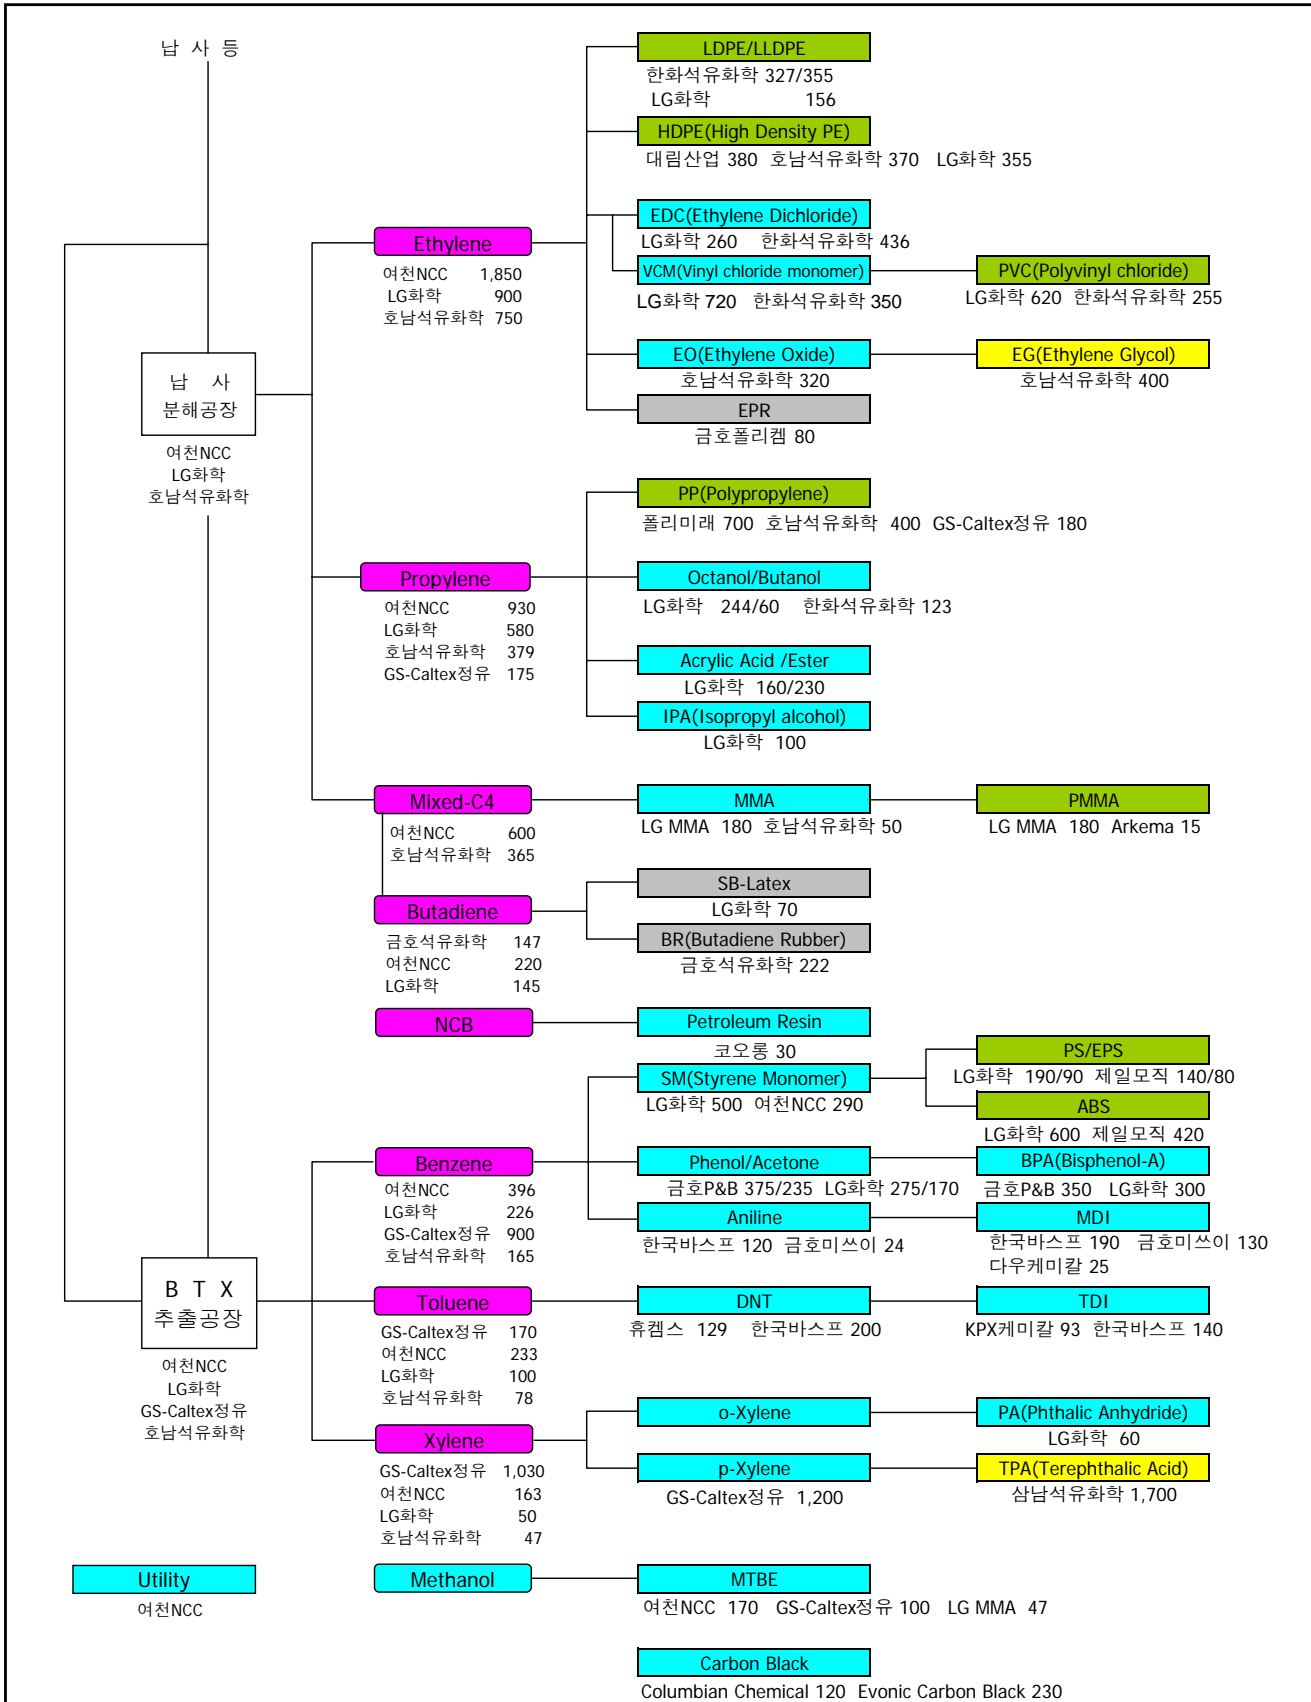 납 사 등
납 사
분해공장
여천NCC
LG화학
호남석유화학
B T X
추출공장
여천NCC
LG화학
GS-Caltex정유
호남석유화학
Utility
여천NCC
Ethylene
여천NCC 1,850
LG화학 900
호남석유화학 750
LDPE/LLDPE
한화석유화학 327/355
LG화학 156
HDPE(High Density PE)
대림산업 380 호남석유화학 370 LG화학 355
EDC(Ethylene Dichloride)
LG화학 260 한화석유화학 436
VCM(Vinyl chloride monomer)
LG화학 720 한화석유화학 350
PVC(Polyvinyl chloride)
LG화학 620 한화석유화학 255
EO(Ethylene Oxide)
호남석유화학 320
EG(Ethylene Glycol)
호남석유화학 400
EPR
금호폴리켐 80
Propylene
여천NCC 930
LG화학 580
호남석유화학 379
GS-Caltex정유 175
PP(Polypropylene)
폴리미래 700 호남석유화학 400 GS-Caltex정유 180
Octanol/Butanol
LG화학 244/60 한화석유화학 123
Acrylic Acid /Ester
LG화학 160/230
IPA(Isopropyl alcohol)
LG화학 100
Mixed-C4
여천NCC 600
호남석유화학 365
MMA
LG MMA 180 호남석유화학 50
PMMA
LG MMA 180 Arkema 15
Butadiene
금호석유화학 147
여천NCC 220
LG화학 145
SB-Latex
LG화학 70
BR(Butadiene Rubber)
금호석유화학 222
NCB
Petroleum Resin
코오롱 30
Benzene
여천NCC 396
LG화학 226
GS-Caltex정유 900
호남석유화학 165
SM(Styrene Monomer)
LG화학 500 여천NCC 290
PS/EPS
LG화학 190/90 제일모직 140/80
ABS
LG화학 600 제일모직 420
Phenol/Acetone
금호P&B 375/235 LG화학 275/170
BPA(Bisphenol-A)
금호P&B 350 LG화학 300
Aniline
한국바스프 120 금호미쓰이 24
MDI
한국바스프 190 금호미쓰이 130
다우케미칼 25
Toluene
GS-Caltex정유 170
여천NCC 233
LG화학 100
호남석유화학 78
DNT
휴켐스 129 한국바스프 200
TDI
KPX케미칼 93 한국바스프 140
Xylene
GS-Caltex정유 1,030
여천NCC 163
LG화학 50
호남석유화학 47
o-Xylene
PA(Phthalic Anhydride)
LG화학 60
p-Xylene
GS-Caltex정유 1,200
TPA(Terephthalic Acid)
삼남석유화학 1,700
Methanol
MTBE
여천NCC 170 GS-Caltex정유 100 LG MMA 47
Carbon Black
Columbian Chemical 120 Evonic Carbon Black 230